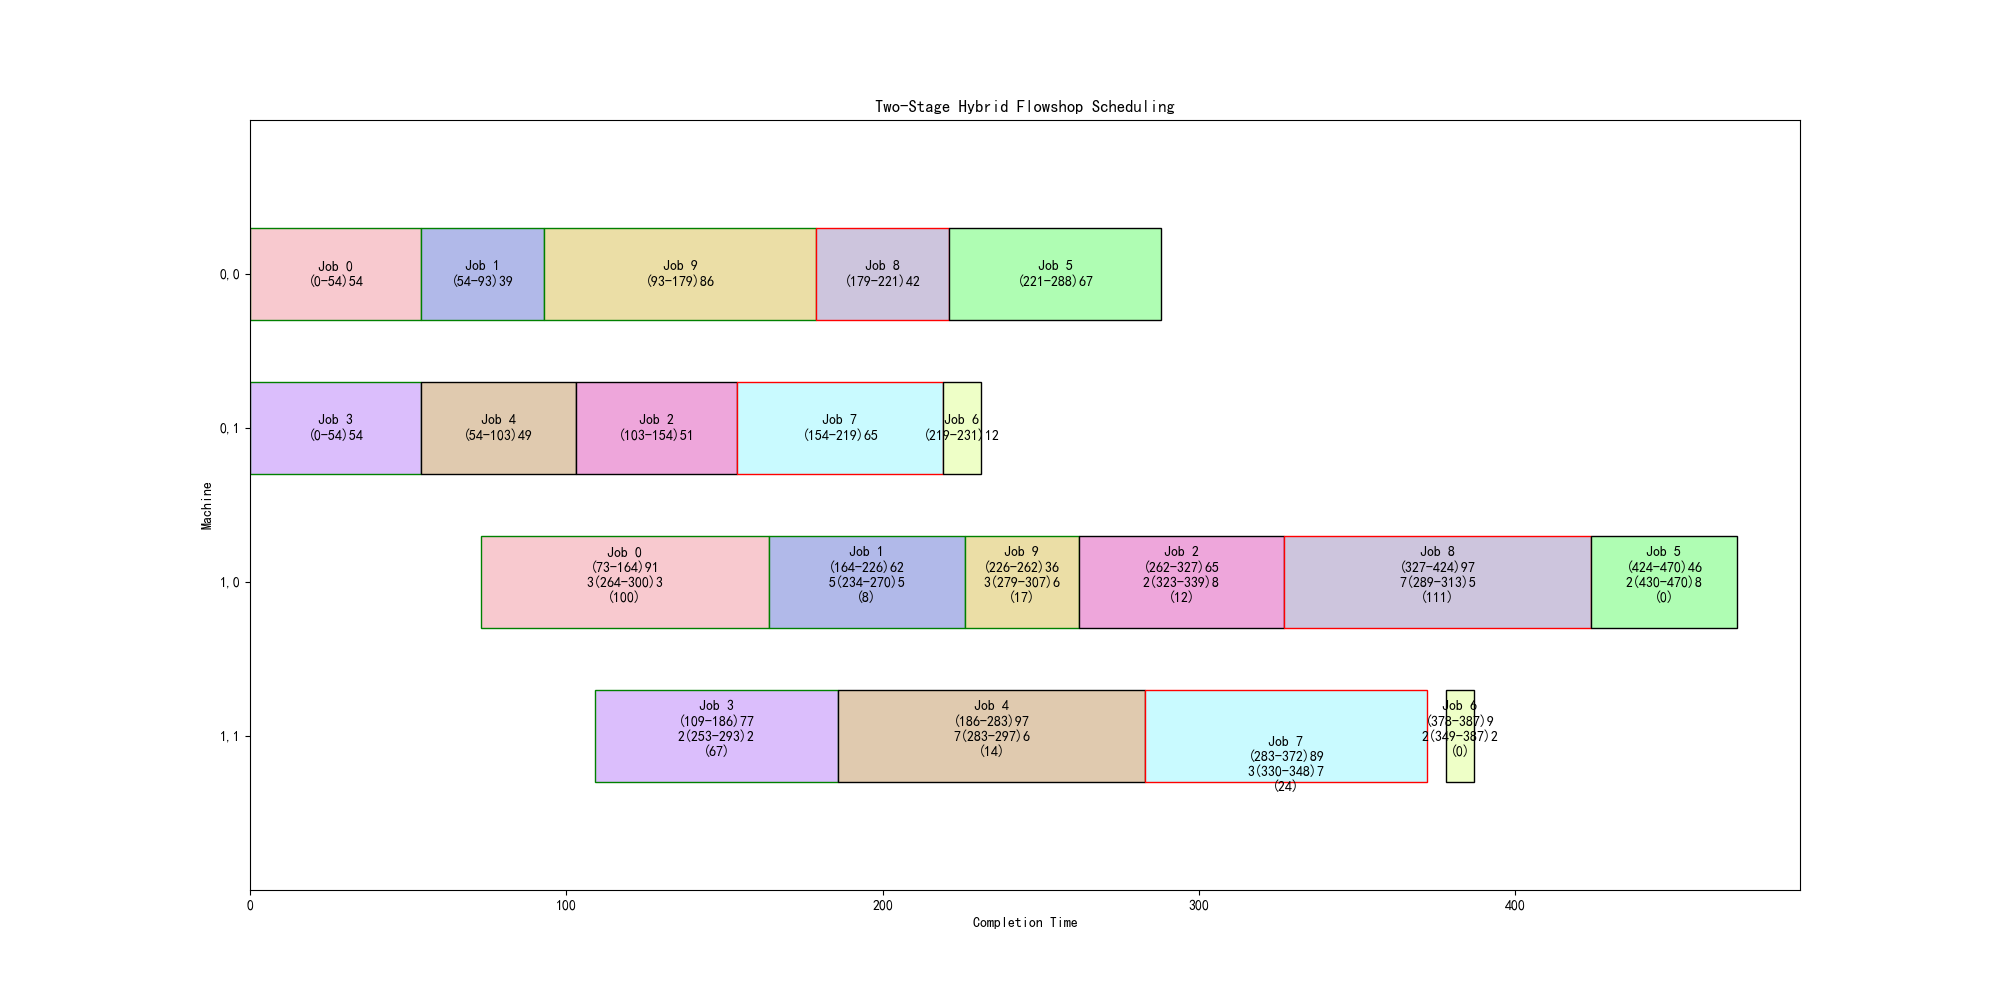 Two-Stage Hybrid Flowshop Scheduling
0,0
Job 0
(0-54)54
Job 1
(54-93)39
Job 9
(93-179)86
Job 8
(179-221)42
Job 5
(221-288)67
0,1
Job 3
(0-54)54
Job 4
(54-103)49
Job 2
(103-154)51
Job 7
(154-219)65
Job 6
(219-231)12
Machine
1,0
Job 0
(73-164)91
3(264-300)3
(100)
Job 1
(164-226)62
5(234-270)5
(8)
Job 9
(226-262)36
3(279-307)6
(17)
Job 2
(262-327)65
2(323-339)8
(12)
Job 8
(327-424)97
7(289-313)5
(111)
Job 5
(424-470)46
2(430-470)8
(0)
1,1
Job 3
(109-186)77
2(253-293)2
(67)
Job 4
(186-283)97
7(283-297)6
(14)
Job 7
(283-372)89
3(330-348)7
(24)
Job 6
(378-387)9
2(349-387)2
(0)
0
100
200
300
400
Completion Time